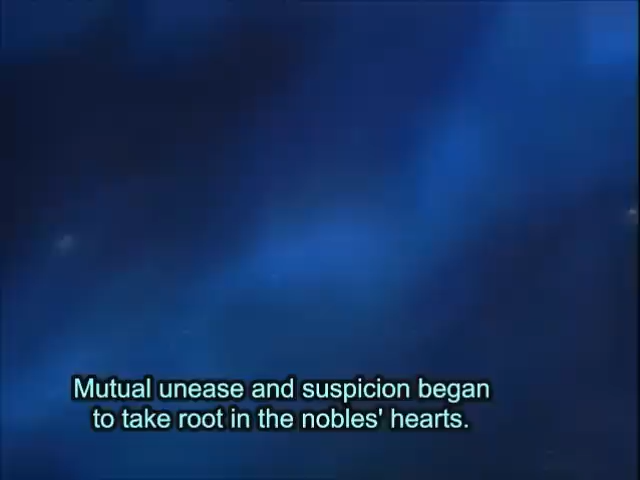 Mutual unease and suspicion began
to take root in the nobles' hearts.